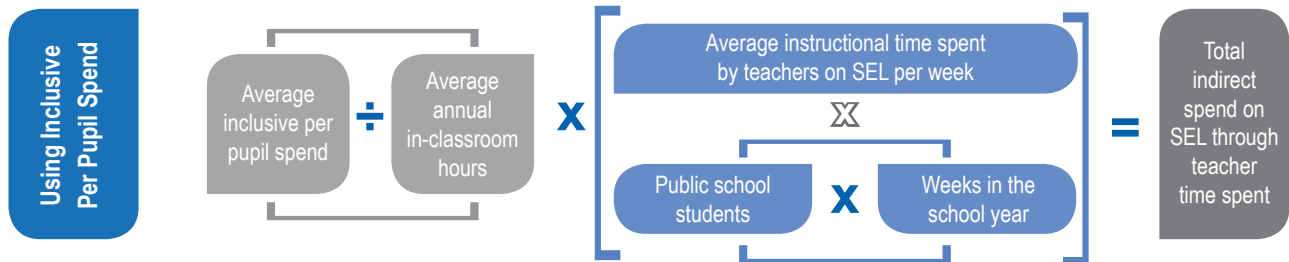 Using Inclusive
Per Pupil Spend
Average
inclusive per
pupil spend
÷
Average
annual
in-classroom
hours
x
Average instructional time spent
by teachers on SEL per week
x
Public school
students
x
Weeks in the
school year
=
Total
indirect
spend on
SEL through
teacher
time spent